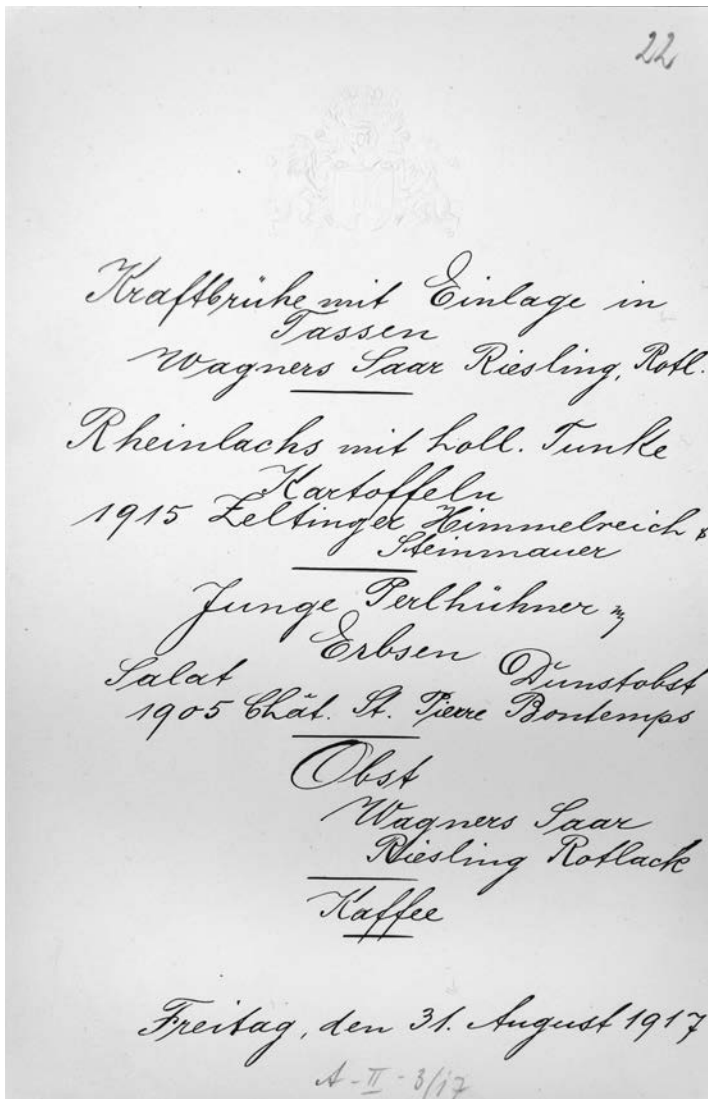 22
Kraftbrühe mit Einlage in
Tassen
Wagners Saar Riesling, Rotl.
Rheinlachs mit holl. Tunke
Kartoffeln
1915 Zeltinger Himmelreich &
Steinmauer
Junge Perlhühner
Erbsen
Salat Dunstobst
1905 Chât. St. Pierre Bontemps
Obst
Wagners Saar
Riesling Rotlack
Kaffee
Freitag, den 31. August 1917
A-II-3/17